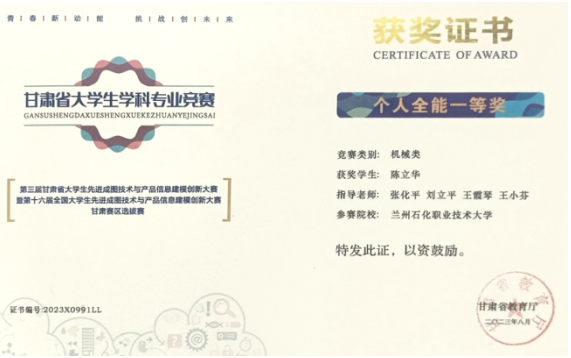 青|春|新|动|能 挑|战|创|未|来
甘肃省大学生学科专业竞赛
GANSUSHENGDAXUESHENGXUEKEZHUANYEJINGSAI
第三届甘肃省大学生先进成图技术与产品信息建模创新大赛
暨第十六届全国大学生先进成图技术与产品信息建模创新大赛
甘肃赛区选拔赛
证书编号:2023X0991LL
获奖证书
CERTIFICATE OF AWARD
个人全能一等奖
竞赛类别: 机械类
获奖学生: 陈立华
指导老师: 张化平 刘立平 王霞琴 王小芬
参赛院校: 兰州石化职业技术大学
特发此证，以资鼓励。
甘肃省教育厅
二〇二三年八月